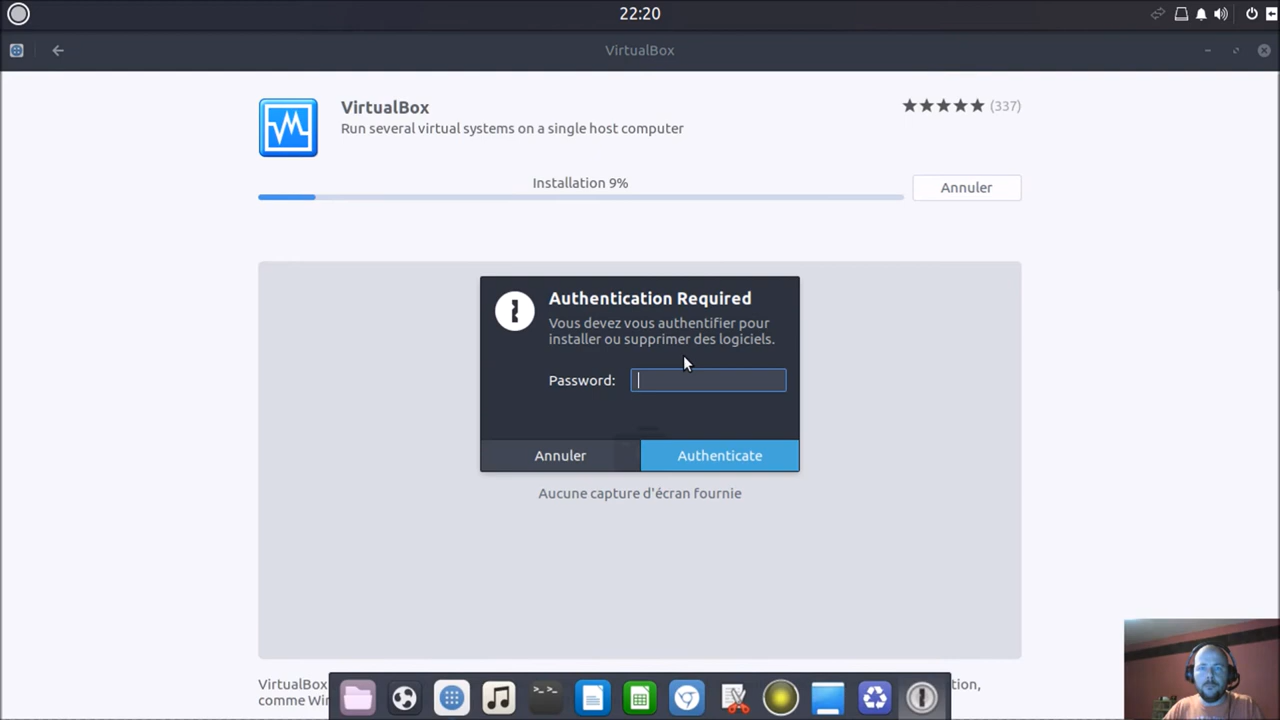 22:20
VirtualBox
VirtualBox
(337)
Run several virtual systems on a single host computer
Installation 9%
Annuler
Authentication Required
Vous devez vous authentifier pour
installer ou supprimer des logiciels.
Password:
Annuler
Authenticate
Aucune capture d'écran fournie
VirtualBox
tion,
comme Win